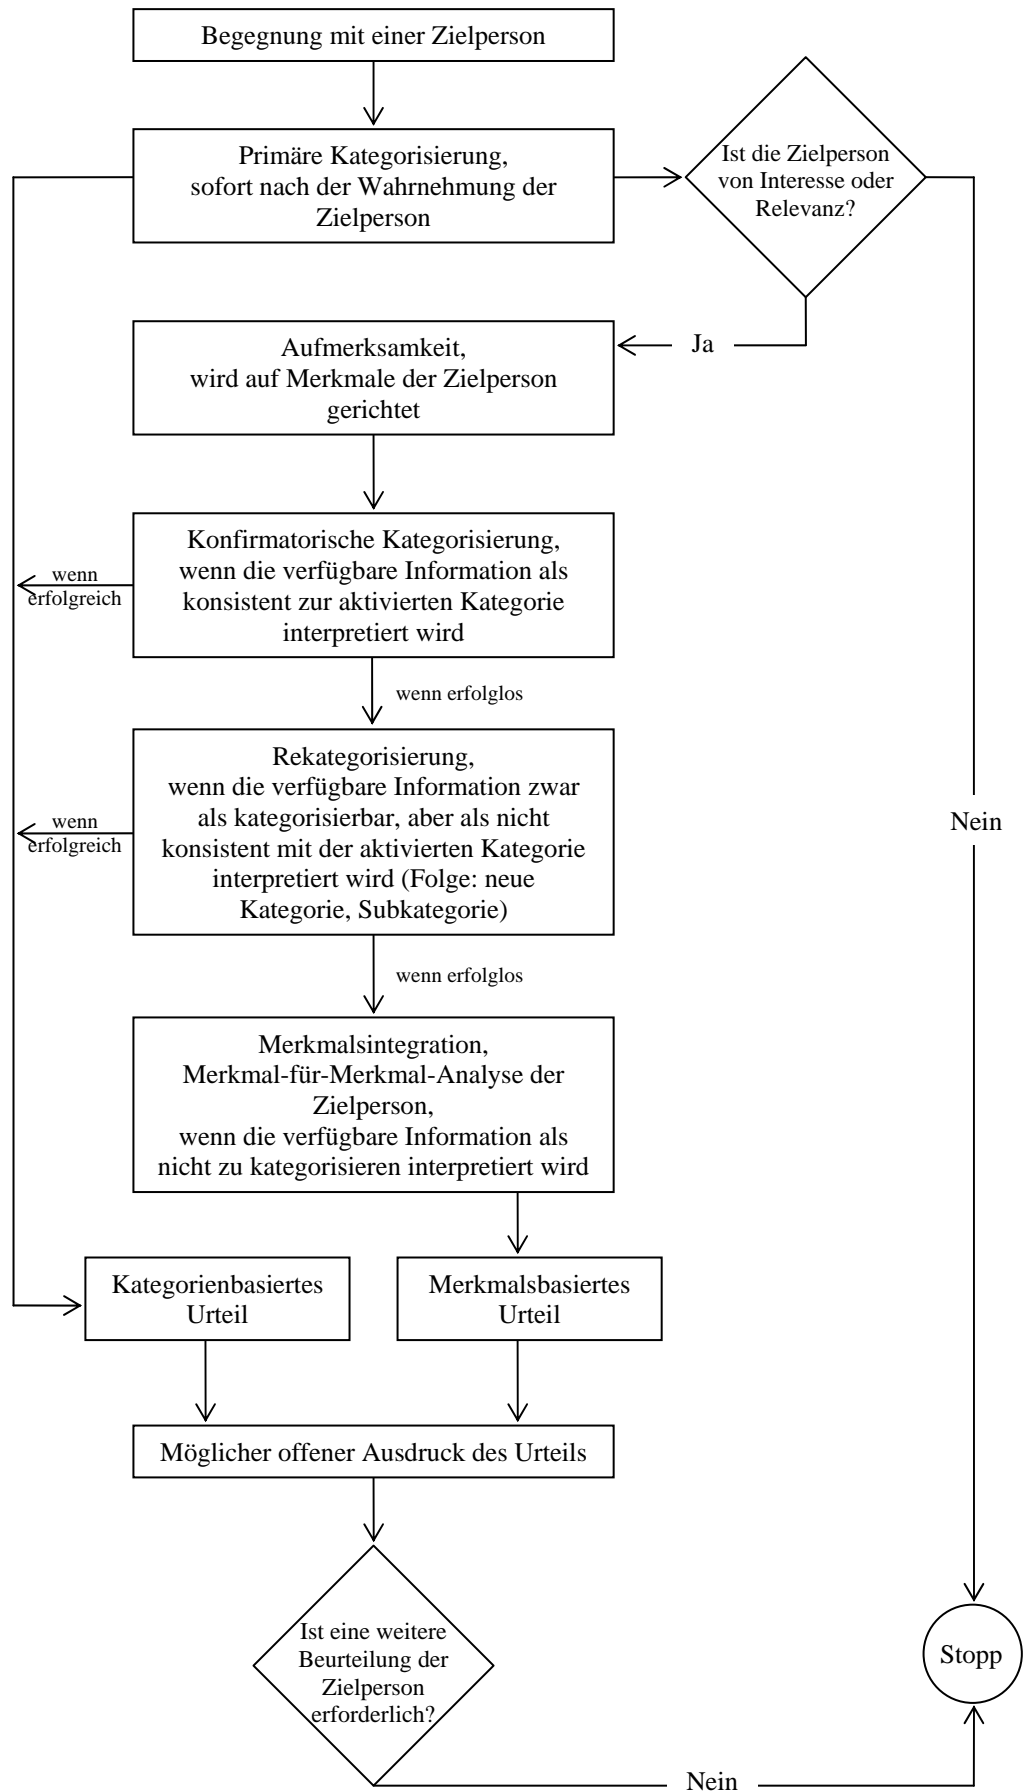 Begegnung mit einer Zielperson
Primäre Kategorisierung,
sofort nach der Wahrnehmung der
Zielperson
Ist die Zielperson
von Interesse oder
Relevanz?
Aufmerksamkeit,
wird auf Merkmale der Zielperson
gerichtet
Ja
Konfirmatorische Kategorisierung,
wenn die verfügbare Information als
konsistent zur aktivierten Kategorie
interpretiert wird
wenn
erfolgreich
wenn erfolglos
Rekategorisierung,
wenn die verfügbare Information zwar
als kategorisierbar, aber als nicht
konsistent mit der aktivierten Kategorie
interpretiert wird (Folge: neue
Kategorie, Subkategorie)
wenn
erfolgreich
Nein
wenn erfolglos
Merkmalsintegration,
Merkmal-für-Merkmal-Analyse der
Zielperson,
wenn die verfügbare Information als
nicht zu kategorisieren interpretiert wird
Kategorienbasiertes
Urteil
Merkmalsbasiertes
Urteil
Möglicher offener Ausdruck des Urteils
Ist eine weitere
Beurteilung der
Zielperson
erforderlich?
Stopp
Nein